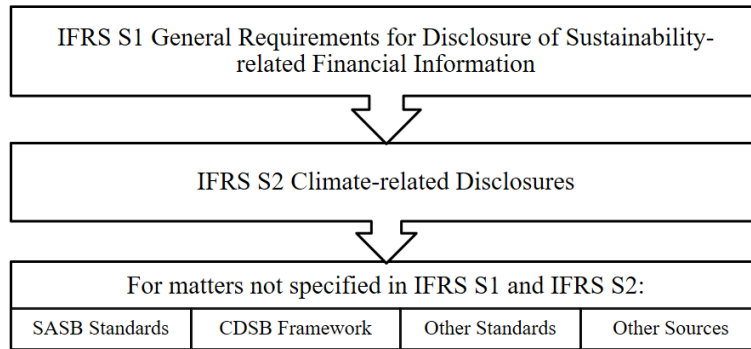 IFRS S1 General Requirements for Disclosure of Sustainability-
related Financial Information
IFRS S2 Climate-related Disclosures
For matters not specified in IFRS S1 and IFRS S2:
SASB Standards
CDSB Framework
Other Standards
Other Sources